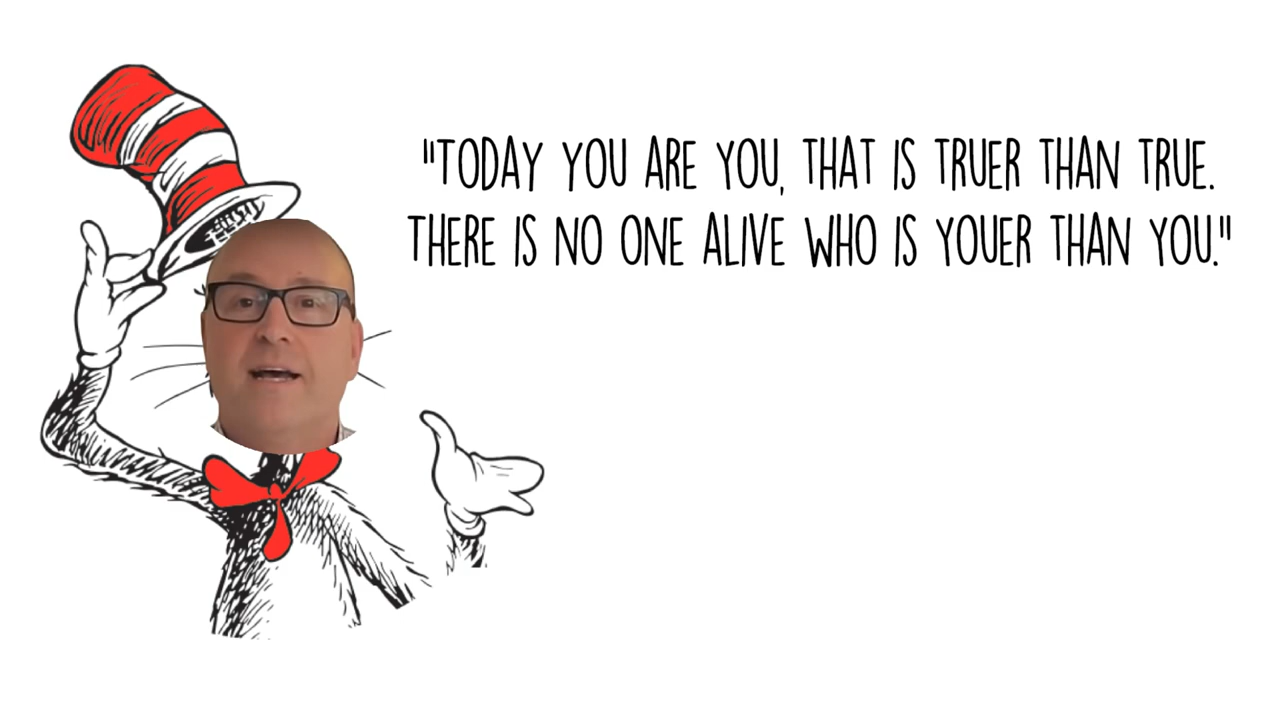 "TODAY YOU ARE YOU, THAT IS TRUER THAN TRUE.
THERE IS NO ONE ALIVE WHO IS YOUER THAN YOU."